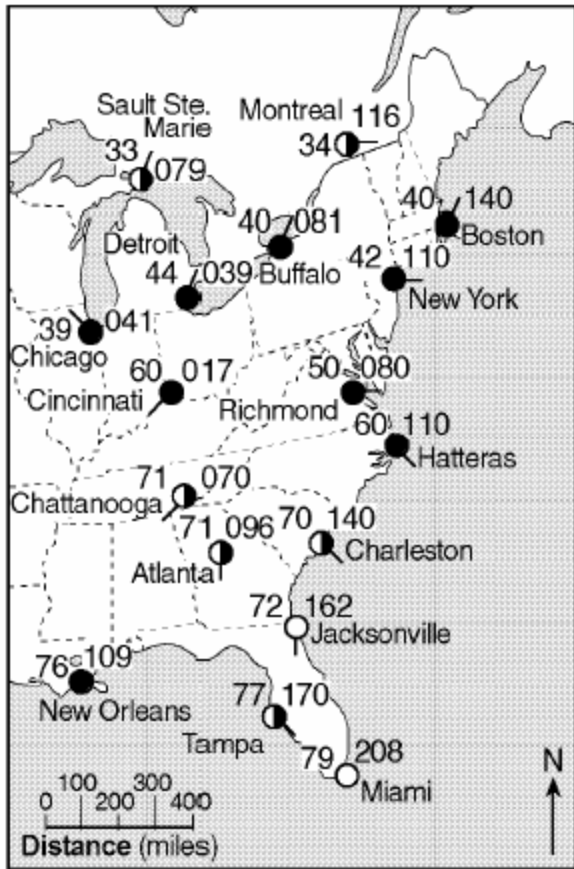 Sault Ste.
Marie
33
079
Montreal
116
34
40
140
Boston
40
081
Buffalo
Detroit
44
039
42
110
New York
39
041
Chicago
60
017
Cincinnati
50
080
Richmond
60
110
Hatteras
71
070
Chattanooga
71
096
Atlanta
70
140
Charleston
72
162
Jacksonville
76
109
New Orleans
77
170
Tampa
79
208
Miami
N
100 300
0 200 400
Distance (miles)